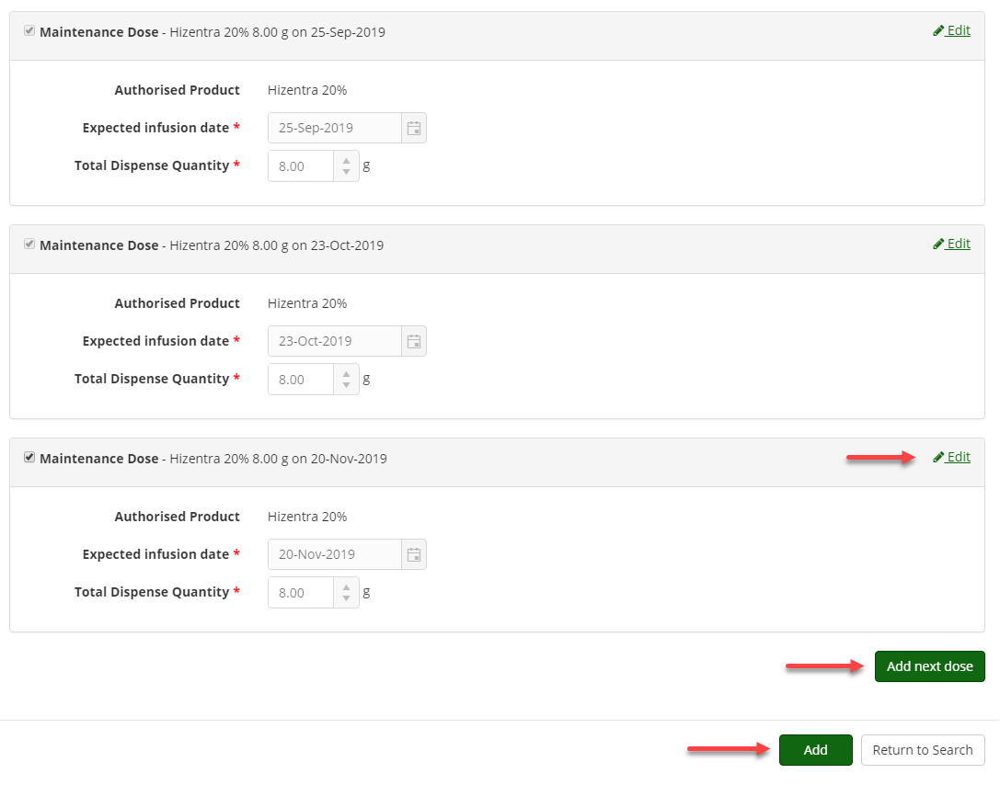 Maintenance Dose - Hizentra 20% 8.00 g on 25-Sep-2019 Edit
Authorised Product Hizentra 20%
Expected infusion date * 25-Sep-2019
Total Dispense Quantity * 8.00 g
Maintenance Dose - Hizentra 20% 8.00 g on 23-Oct-2019 Edit
Authorised Product Hizentra 20%
Expected infusion date * 23-Oct-2019
Total Dispense Quantity * 8.00 g
Maintenance Dose - Hizentra 20% 8.00 g on 20-Nov-2019 Edit
Authorised Product Hizentra 20%
Expected infusion date * 20-Nov-2019
Total Dispense Quantity * 8.00 g
Add next dose
Add Return to Search